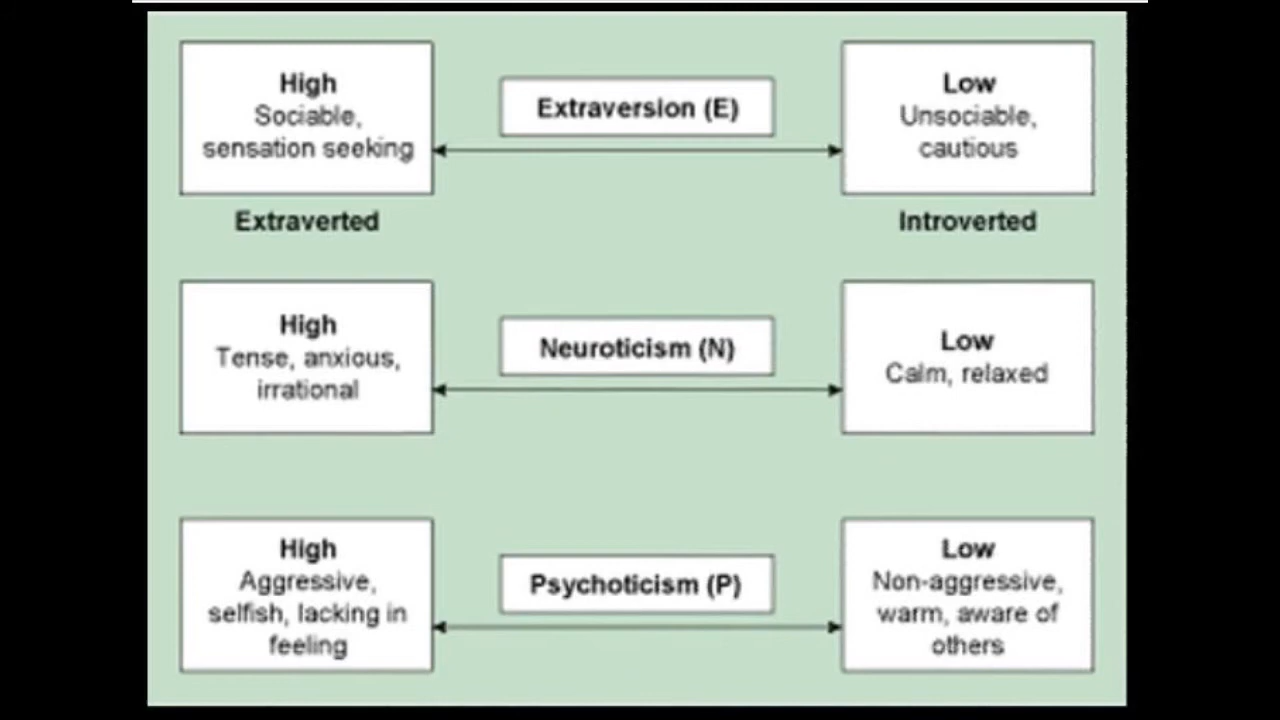 High
Sociable,
sensation seeking
Extraversion (E)
Low
Unsociable,
cautious
Extraverted
Introverted
High
Tense, anxious,
irrational
Neuroticism (N)
Low
Calm, relaxed
High
Aggressive,
selfish, lacking in
feeling
Psychoticism (P)
Low
Non-aggressive,
warm, aware of
others